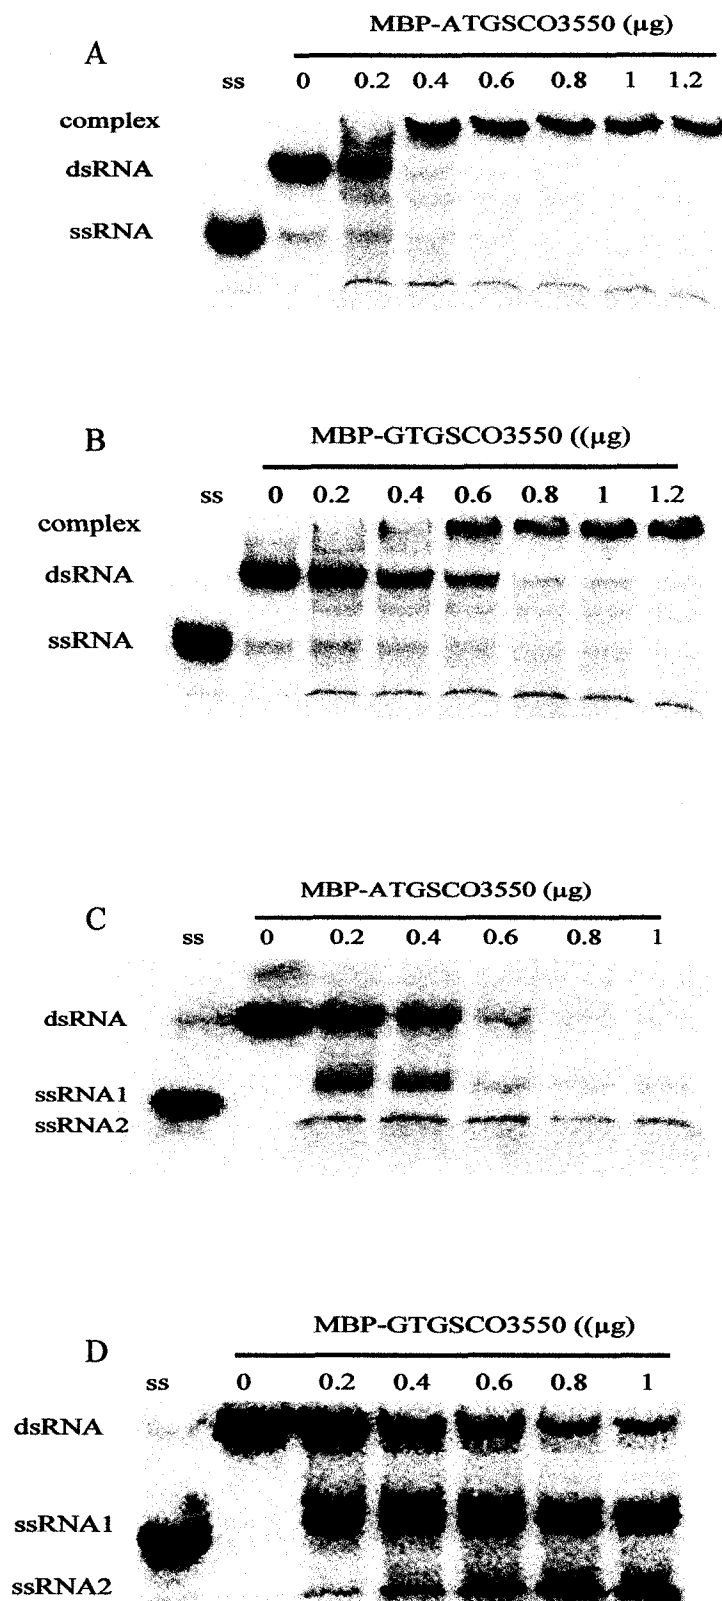 A
MBP-ATGSCO3550 (µg)
ss 0 0.2 0.4 0.6 0.8 1 1.2
complex
dsRNA
ssRNA
B
MBP-GTGSCO3550 ((µg)
ss 0 0.2 0.4 0.6 0.8 1 1.2
complex
dsRNA
ssRNA
C
MBP-ATGSCO3550 (µg)
ss 0 0.2 0.4 0.6 0.8 1
dsRNA
ssRNA1
ssRNA2
D
MBP-GTGSCO3550 ((µg)
ss 0 0.2 0.4 0.6 0.8 1
dsRNA
ssRNA1
ssRNA2